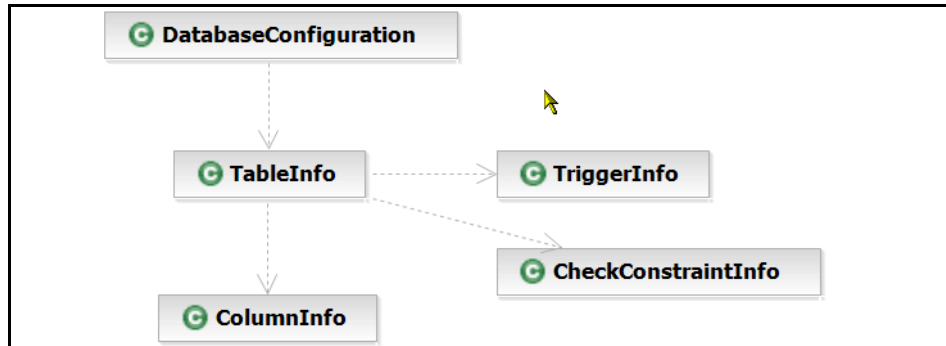 C DatabaseConfiguration
C TableInfo
C TriggerInfo
C CheckConstraintInfo
C ColumnInfo